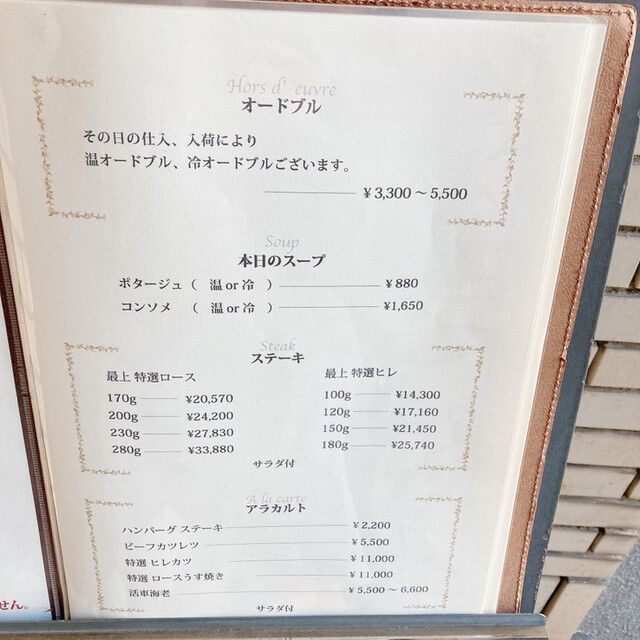 Hors d' euvre
オードブル
その日の仕入、入荷により
温オードブル、冷オードブルございます。
¥3,300〜5,500
Soup
本日のスープ
ポタージュ（ 温 or 冷 ） ¥880
コンソメ （ 温 or 冷 ） ¥1,650
Steak
ステーキ
最上 特選ロース
170g ¥20,570
200g ¥24,200
230g ¥27,830
280g ¥33,880
最上 特選ヒレ
100g ¥14,300
120g ¥17,160
150g ¥21,450
180g ¥25,740
サラダ付
A la carte
アラカルト
ハンバーグ ステーキ ¥2,200
ビーフカツレツ ¥5,500
特選 ヒレカツ ¥11,000
特選 ロースうす焼き ¥11,000
活車海老 ¥5,500〜6,600
サラダ付
せん。